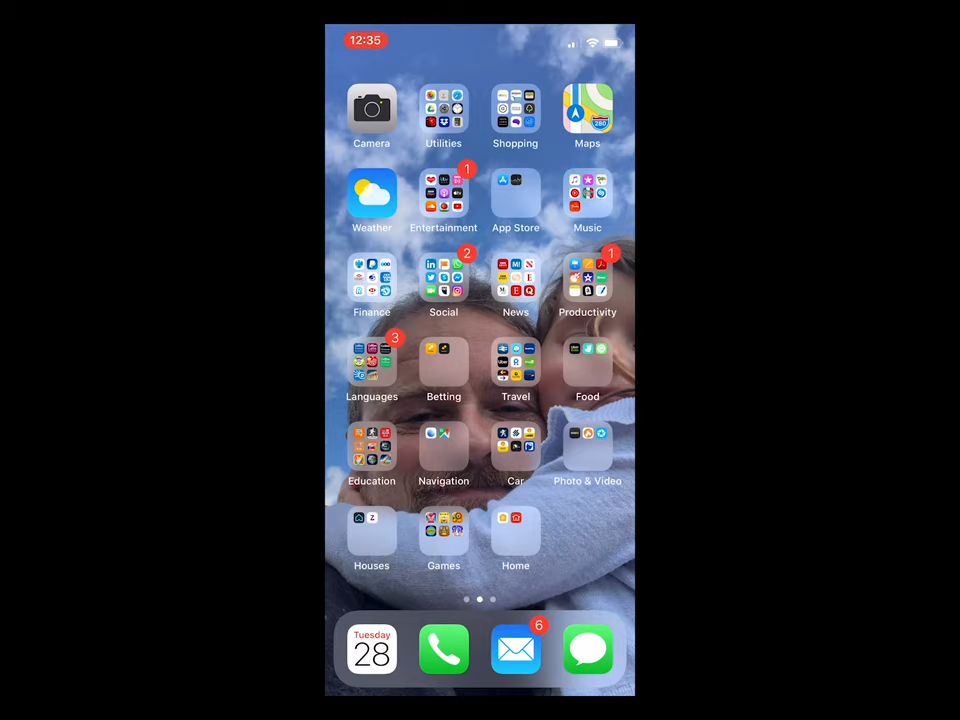 12:35
Camera
Utilities
Shopping
Maps
280
1
Weather
Entertainment
App Store
Music
2
1
Finance
Social
News
Productivity
3
Languages
Betting
Travel
Food
Education
Navigation
Car
Photo & Video
Z
Houses
Games
Home
6
Tuesday
28